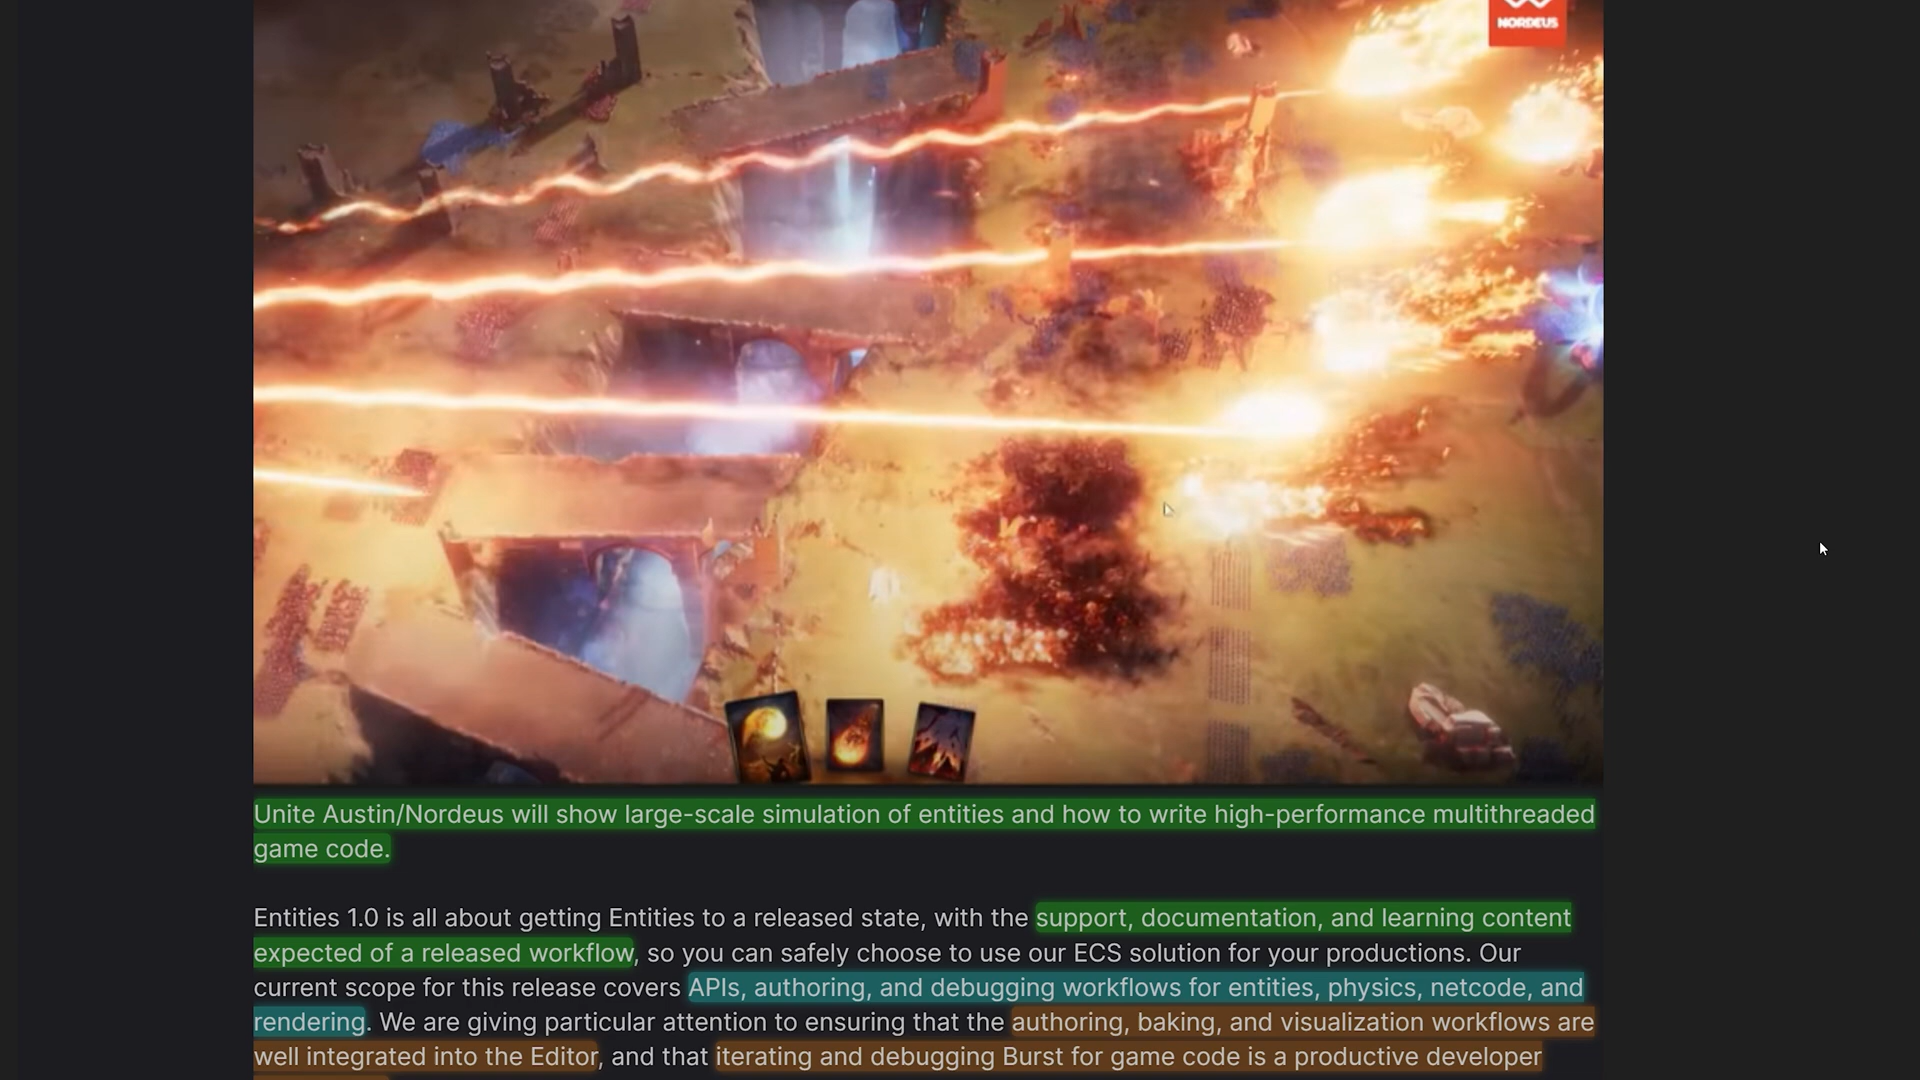 NORDEUS
Unite Austin/Nordeus will show large-scale simulation of entities and how to write high-performance multithreaded
game code.
Entities 1.0 is all about getting Entities to a released state, with the support, documentation, and learning content
expected of a released workflow, so you can safely choose to use our ECS solution for your productions. Our
current scope for this release covers APIs, authoring, and debugging workflows for entities, physics, netcode, and
rendering. We are giving particular attention to ensuring that the authoring, baking, and visualization workflows are
well integrated into the Editor, and that iterating and debugging Burst for game code is a productive developer